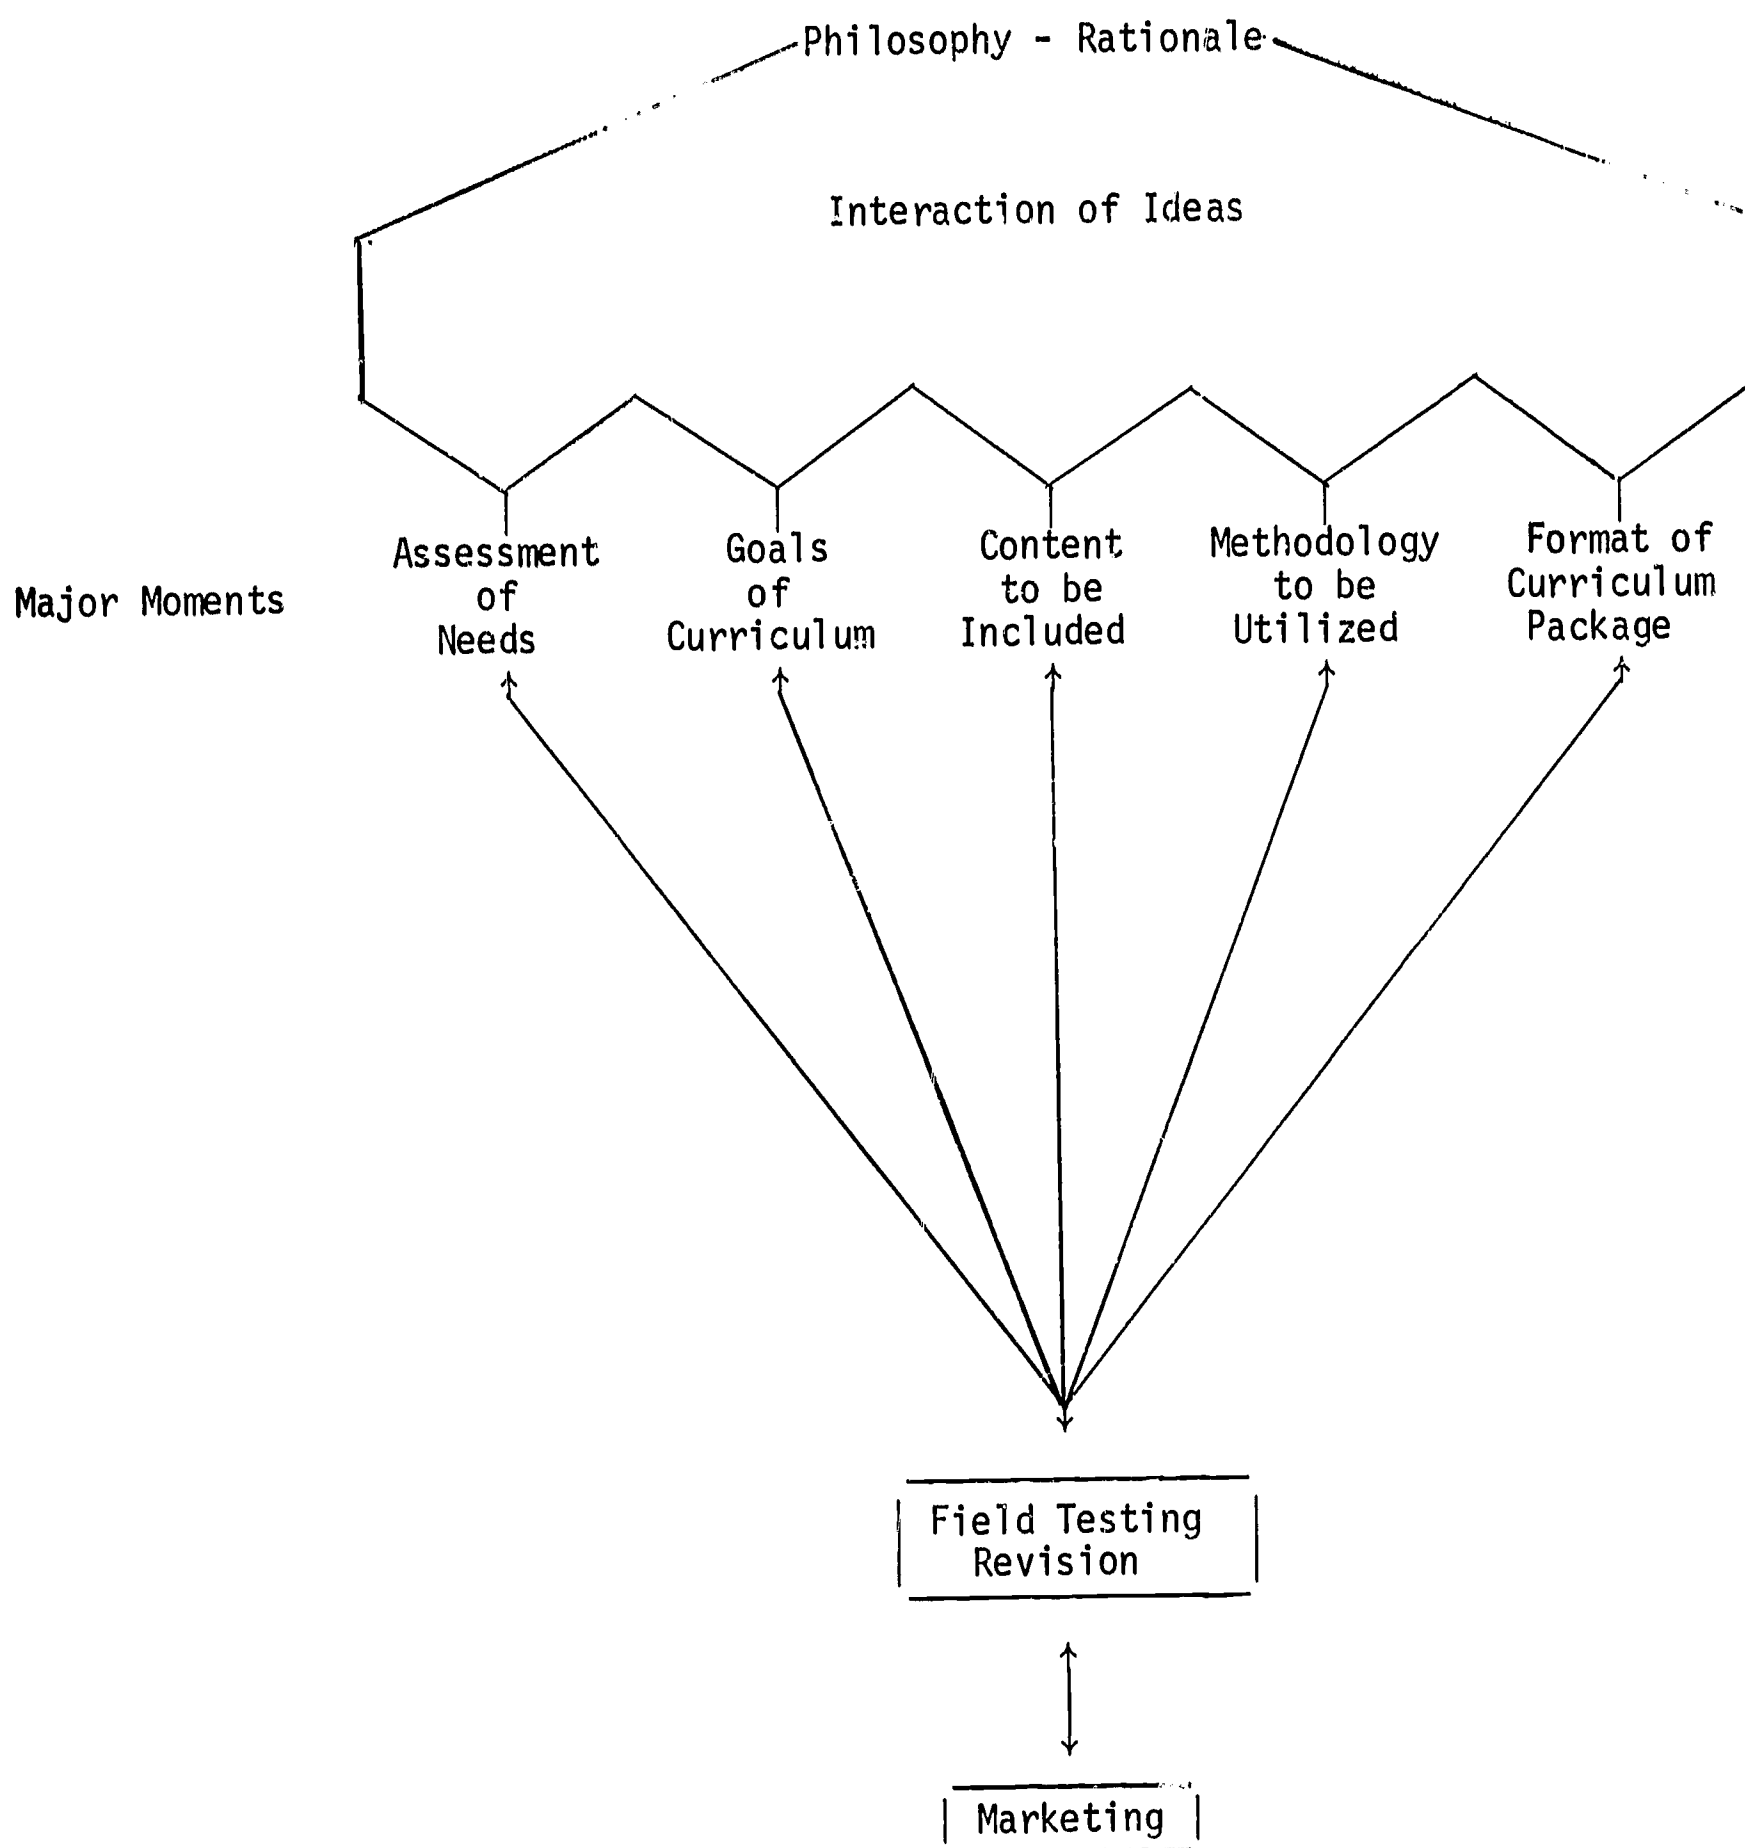 Philosophy - Rationale
Interaction of Ideas
Major Moments
Assessment
of
Needs
Goals
of
Curriculum
Content
to be
Included
Methodology
to be
Utilized
Format of
Curriculum
Package
Field Testing
Revision
Marketing